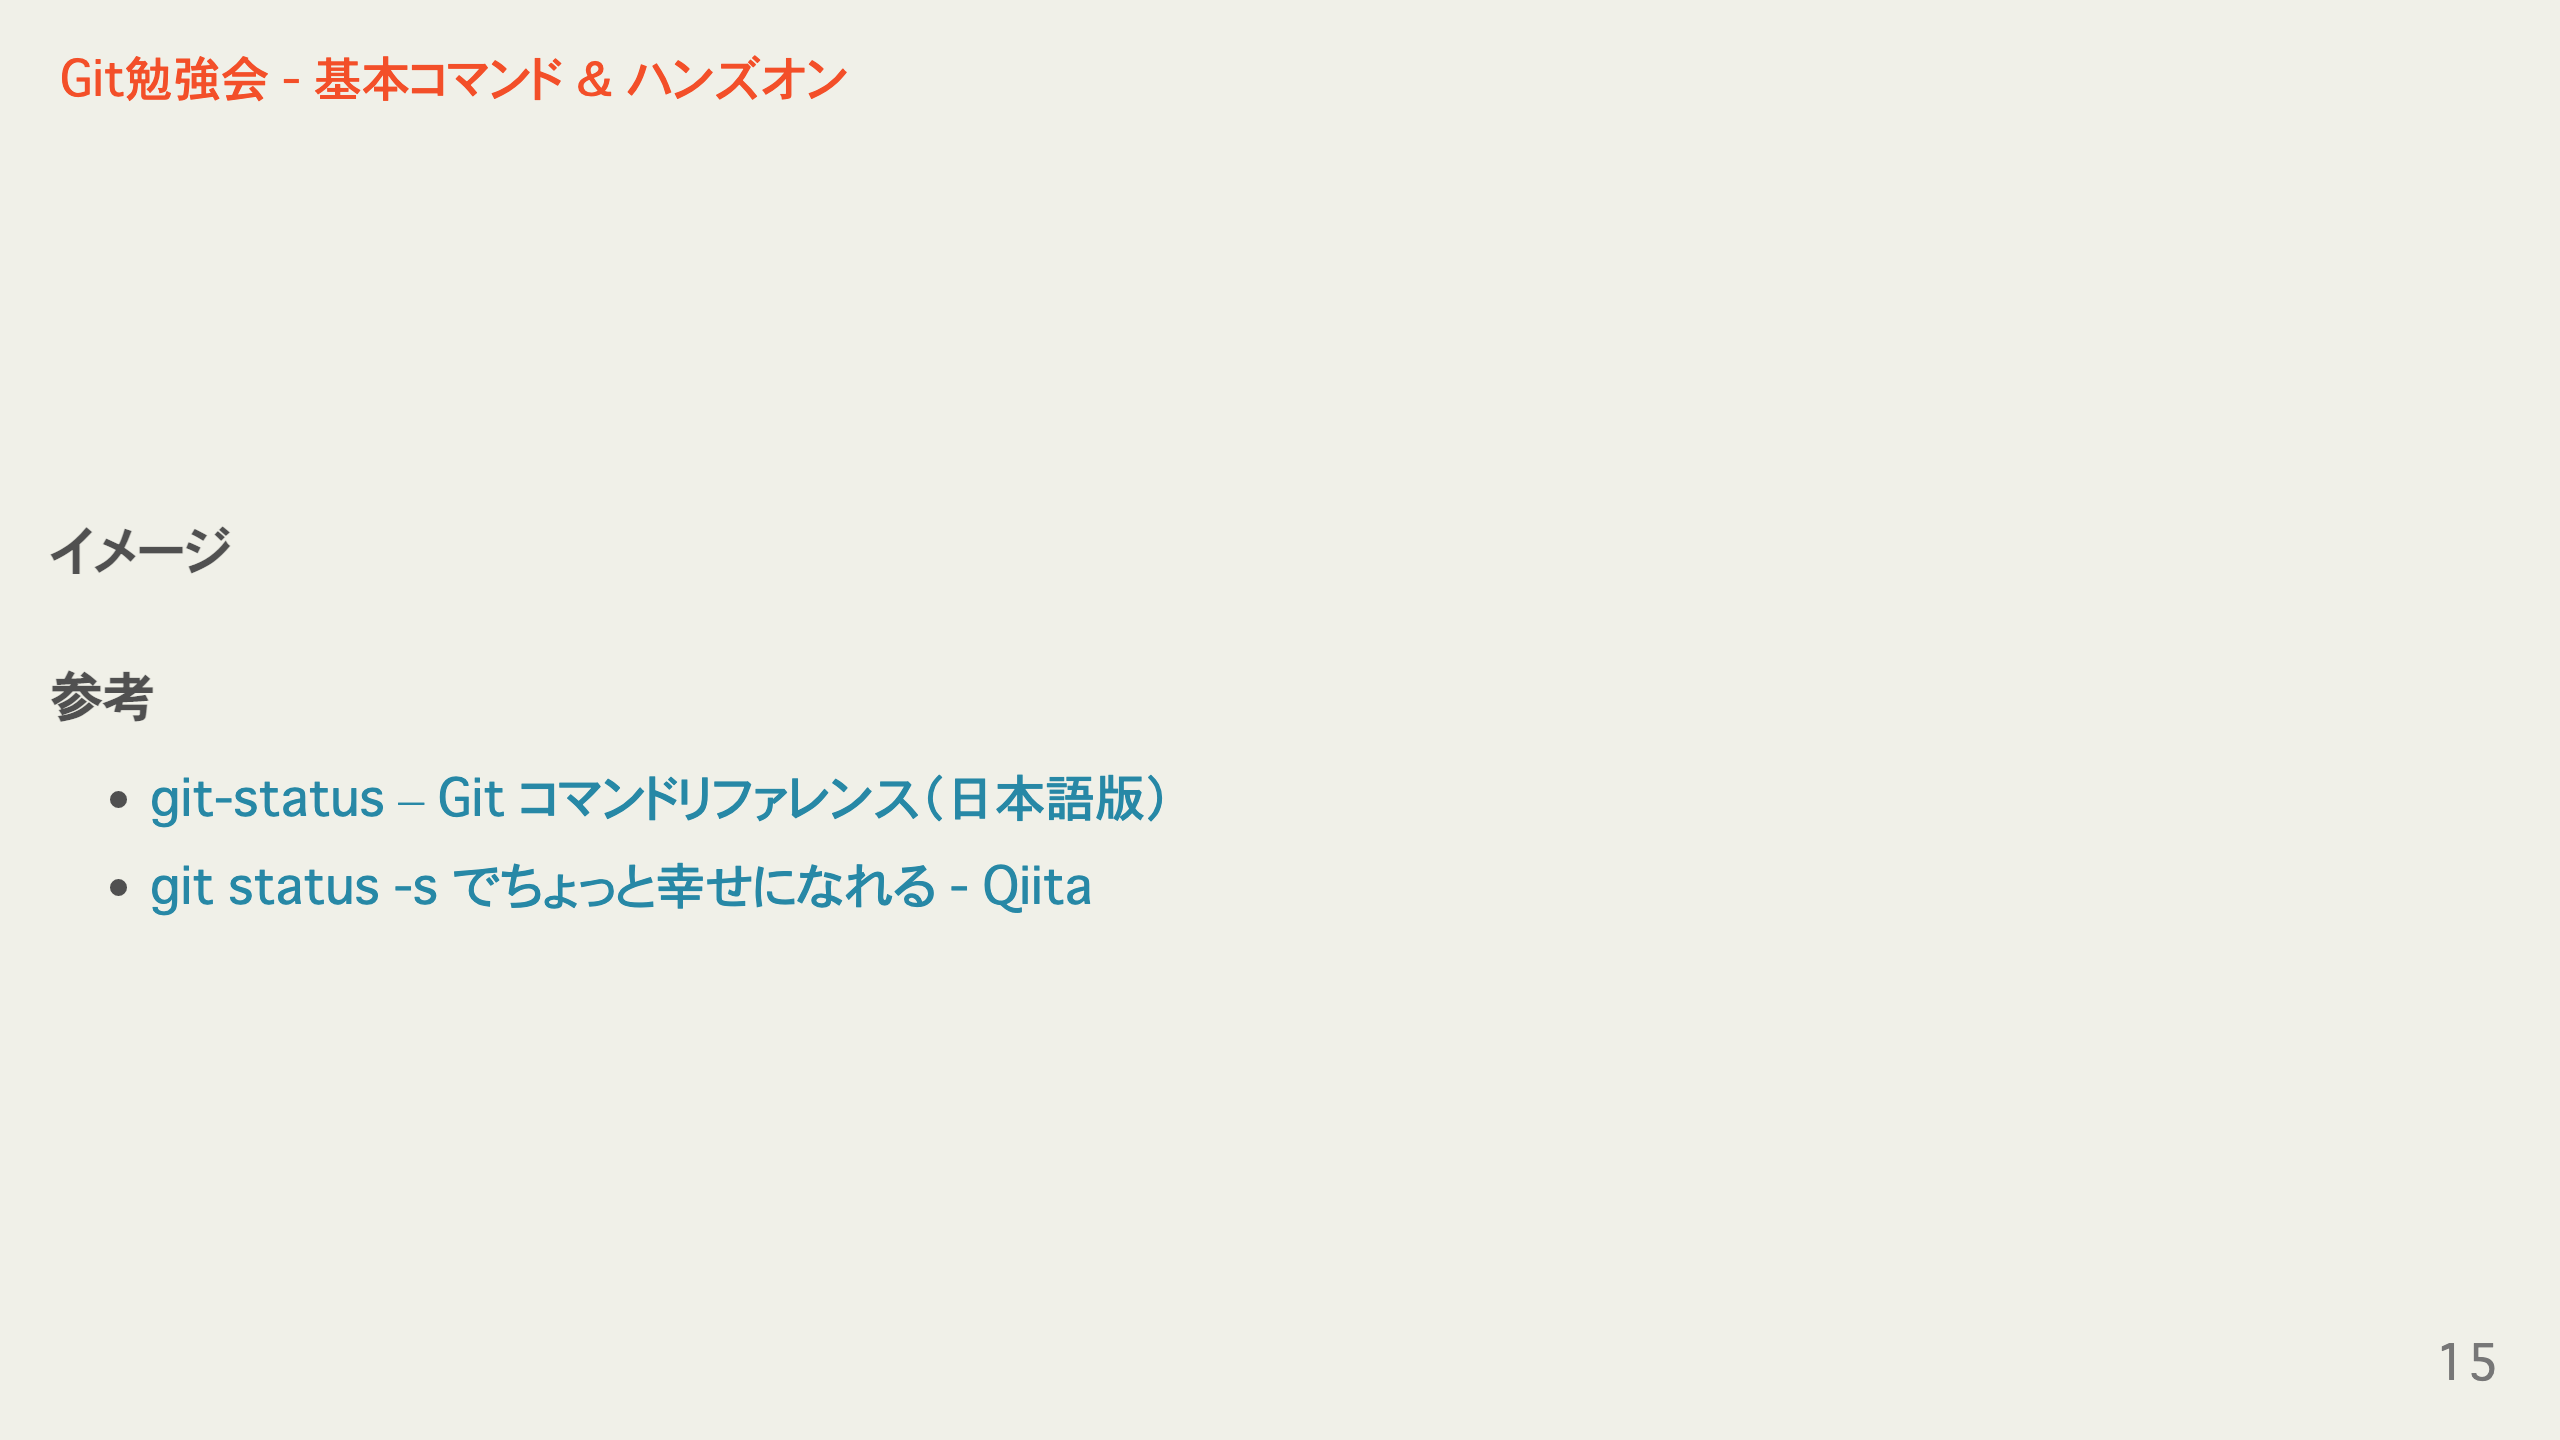 Git勉強会 - 基本コマンド & ハンズオン
イメージ
参考
• git-status – Git コマンドリファレンス（日本語版）
• git status -s でちょっと幸せになれる - Qiita
15